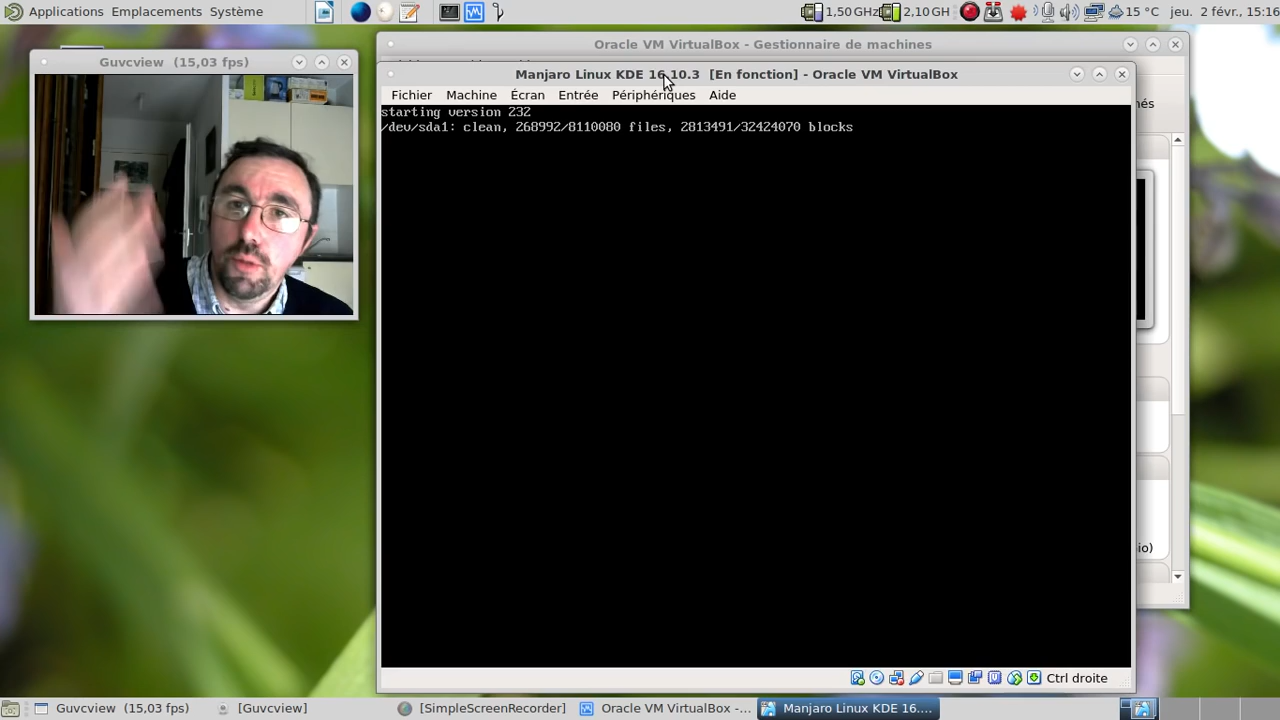 Applications Emplacements Système
1,50 GHz
2,10 GH
15 °C jeu. 2 févr., 15:16
Guvcview (15,03 fps)
Oracle VM VirtualBox - Gestionnaire de machines
Manjaro Linux KDE 16.10.3 [En fonction] - Oracle VM VirtualBox
Fichier Machine Écran Entrée Périphériques Aide
starting version 232
/dev/sda1: clean, 268992/8110080 files, 2813491/32424070 blocks
és
io)
Ctrl droite
Guvcview (15,03 fps) [Guvcview] [SimpleScreenRecorder] Oracle VM VirtualBox -... Manjaro Linux KDE 16....